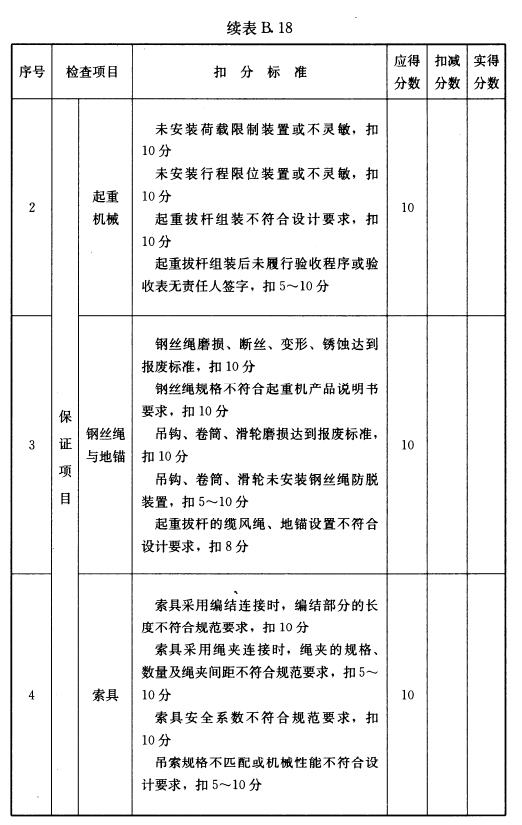 续表 B.18
序号 检查项目 扣 分 标 准 应得分数 扣减分数 实得分数
保证项目
2 起重机械 10
未安装荷载限制装置或不灵敏，扣
10分
未安装行程限位装置或不灵敏，扣
10分
起重拔杆组装不符合设计要求，扣
10分
起重拔杆组装后未履行验收程序或验
收表无责任人签字，扣 5～10分
3 钢丝绳与地锚 10
钢丝绳磨损、断丝、变形、锈蚀达到
报废标准，扣 10分
钢丝绳规格不符合起重机产品说明书
要求，扣 10分
吊钩、卷筒、滑轮磨损达到报废标准，
扣 10分
吊钩、卷筒、滑轮未安装钢丝绳防脱
装置，扣 5～10分
起重拔杆的缆风绳、地锚设置不符合
设计要求，扣 8分
4 索具 10
索具采用编结连接时，编结部分的长
度不符合规范要求，扣 10分
索具采用绳夹连接时，绳夹的规格、
数量及绳夹间距不符合规范要求，扣 5～
10分
索具安全系数不符合规范要求，扣
10分
吊索规格不匹配或机械性能不符合设
计要求，扣 5～10分